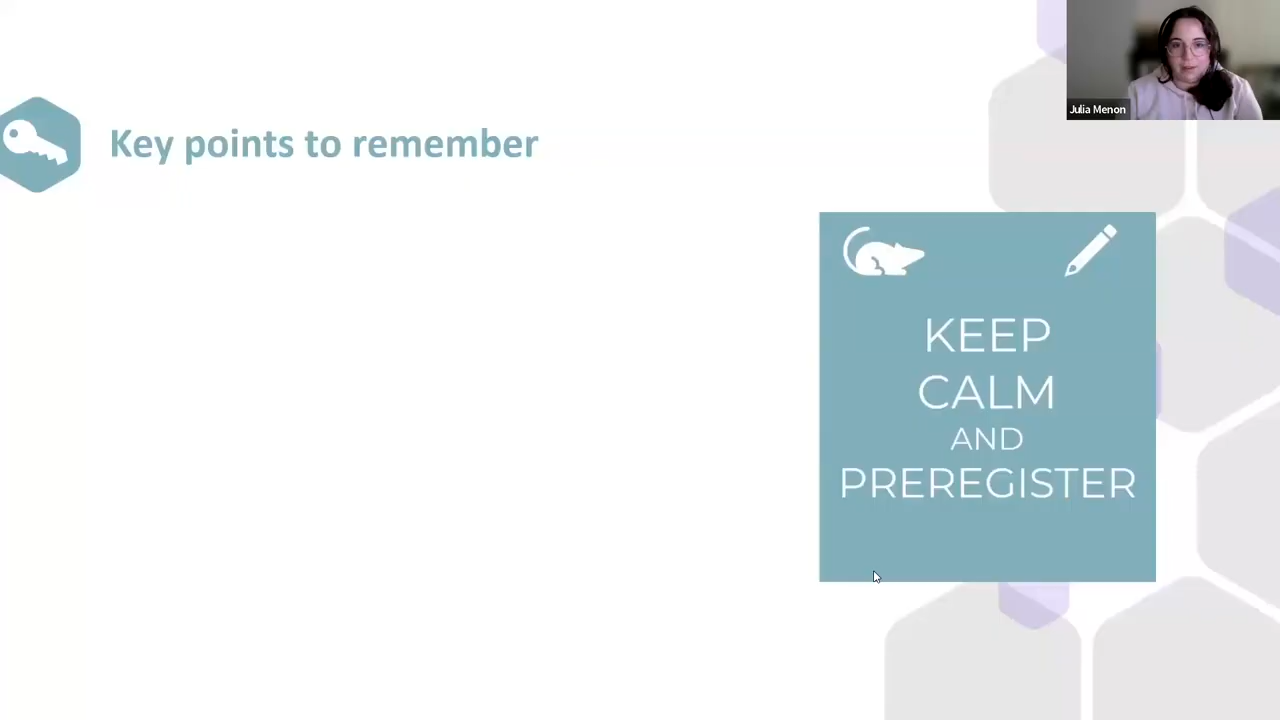 Julia Menon
Key points to remember
KEEP
CALM
AND
PREREGISTER